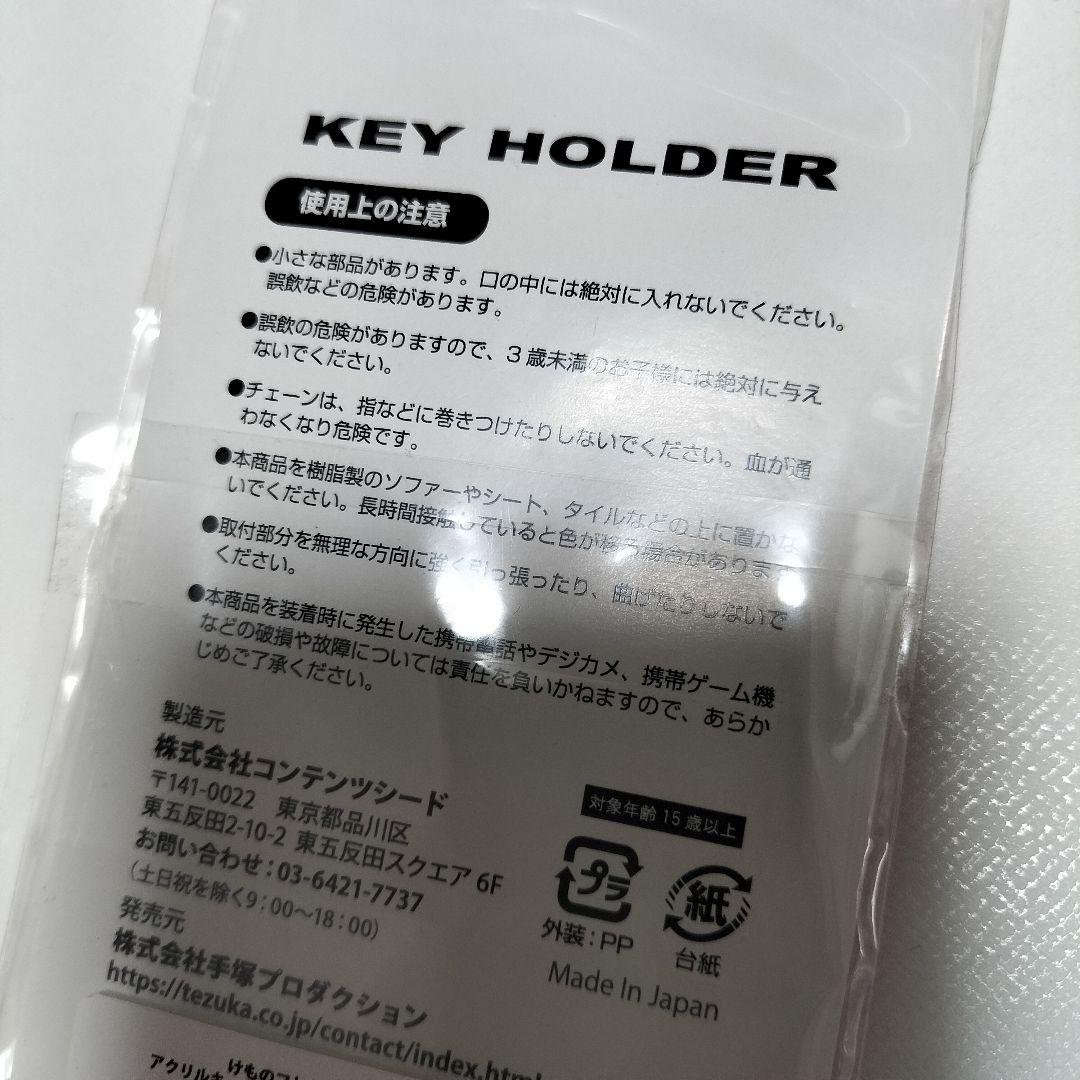 KEY HOLDER
使用上の注意
●小さな部品があります。口の中には絶対に入れないでください。
誤飲などの危険があります。
●誤飲の危険がありますので、3歳未満のお子様には絶対に与え
ないでください。
●チェーンは、指などに巻きつけたりしないでください。血が通
わなくなり危険です。
●本商品を樹脂製のソファーやシート、タイルなどの上に置かな
いでください。長時間接触していると色が移る場合があります。
●取付部分を無理な方向に強く引っ張ったり、曲げたりしないで
ください。
●本商品を装着時に発生した携帯電話やデジカメ、携帯ゲーム機
などの破損や故障については責任を負いかねますので、あらか
じめご了承ください。
製造元
株式会社コンテンツシード
〒141-0022 東京都品川区
東五反田2-10-2 東五反田スクエア 6F
お問い合わせ:03-6421-7737
(土日祝を除く9:00〜18:00)
発売元
株式会社手塚プロダクション
https://tezuka.co.jp/contact/index.html
対象年齢 15歳以上
プラ
紙
外装:PP
台紙
Made In Japan
けもの
アクリルキ